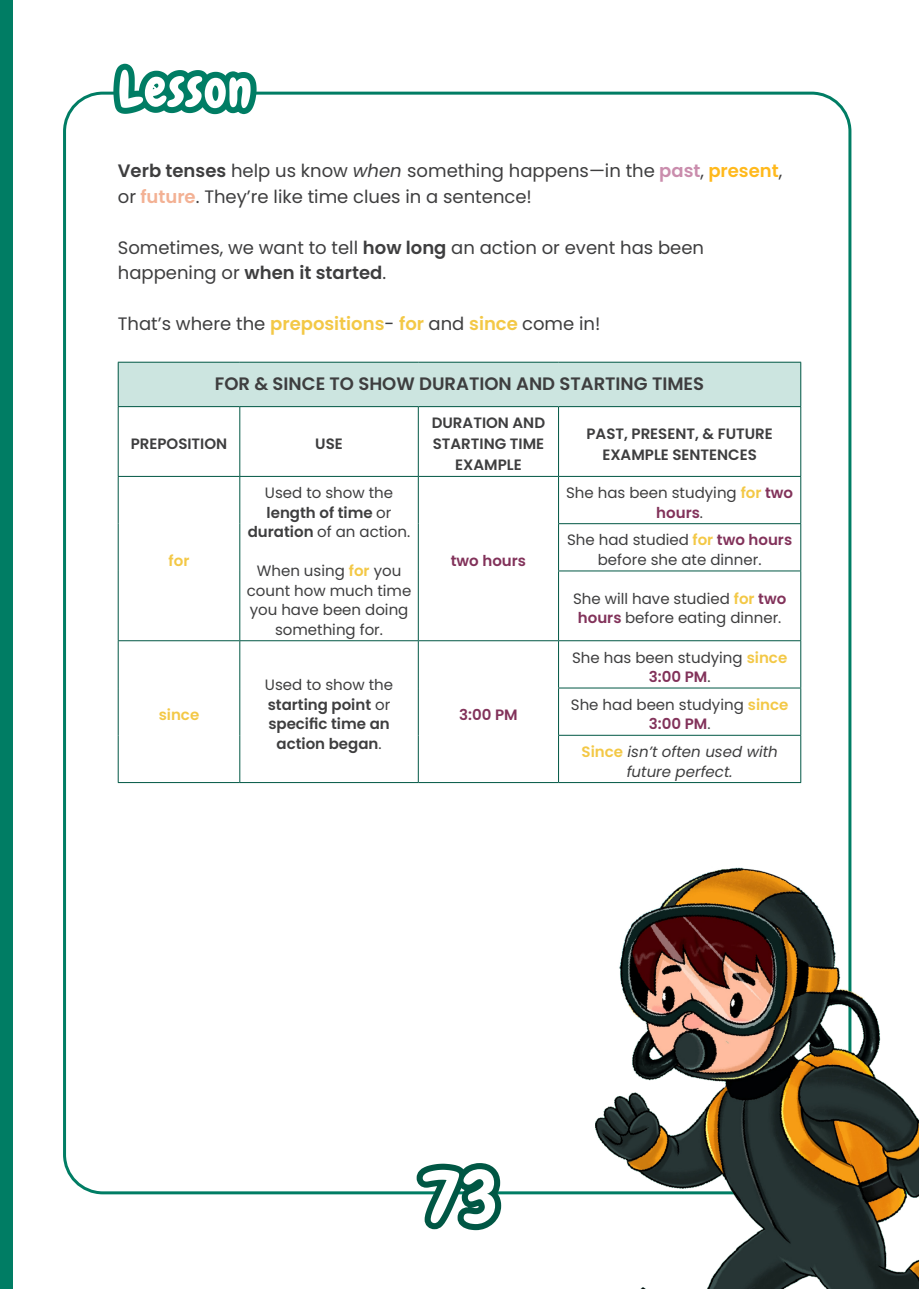 Lesson
Verb tenses help us know when something happens—in the past, present,
or future. They’re like time clues in a sentence!
Sometimes, we want to tell how long an action or event has been
happening or when it started.
That’s where the prepositions- for and since come in!
FOR & SINCE TO SHOW DURATION AND STARTING TIMES
PREPOSITION
USE
DURATION AND
STARTING TIME
EXAMPLE
PAST, PRESENT, & FUTURE
EXAMPLE SENTENCES
for
Used to show the
length of time or
duration of an action.
When using for you
count how much time
you have been doing
something for.
two hours
She has been studying for two
hours.
She had studied for two hours
before she ate dinner.
She will have studied for two
hours before eating dinner.
since
Used to show the
starting point or
specific time an
action began.
3:00 PM
She has been studying since
3:00 PM.
She had been studying since
3:00 PM.
Since isn’t often used with
future perfect.
73